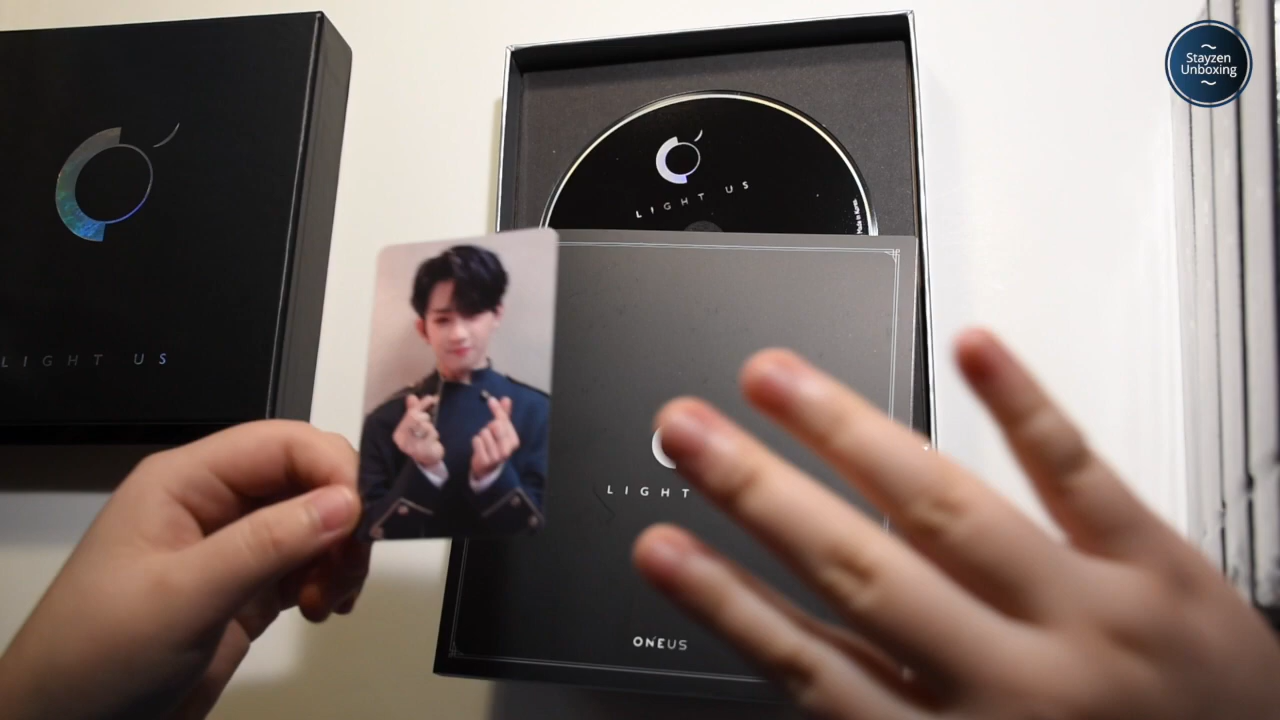 Stayzen
Unboxing
LIGHT US
Made in Korea.
LIGHT US
LIGHT
ONEUS